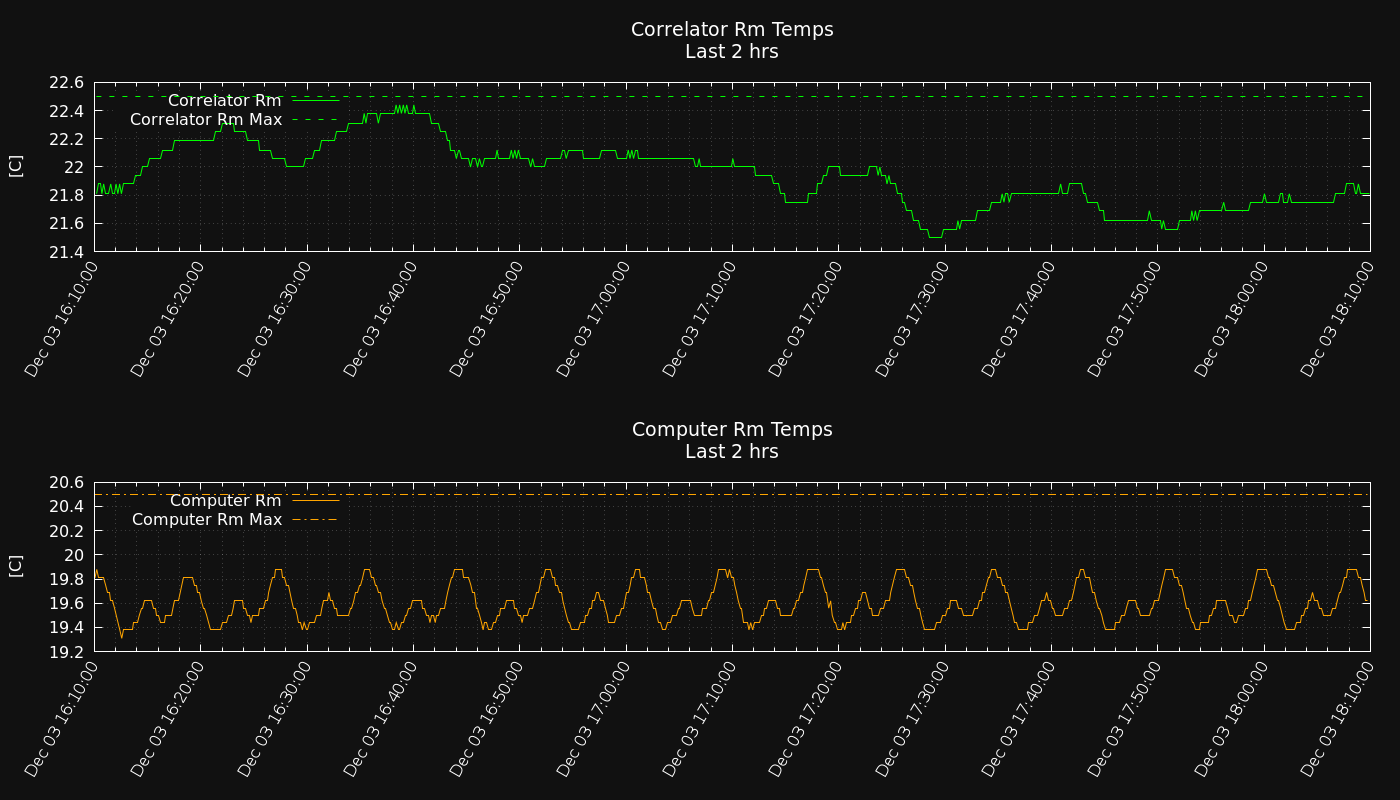 Correlator Rm Temps
Last 2 hrs
22.6
22.4
22.2
22
21.8
21.6
21.4
[C]
Correlator Rm
Correlator Rm Max
Dec 03 16:10:00
Dec 03 16:20:00
Dec 03 16:30:00
Dec 03 16:40:00
Dec 03 16:50:00
Dec 03 17:00:00
Dec 03 17:10:00
Dec 03 17:20:00
Dec 03 17:30:00
Dec 03 17:40:00
Dec 03 17:50:00
Dec 03 18:00:00
Dec 03 18:10:00
Computer Rm Temps
Last 2 hrs
20.6
20.4
20.2
20
19.8
19.6
19.4
19.2
[C]
Computer Rm
Computer Rm Max
Dec 03 16:10:00
Dec 03 16:20:00
Dec 03 16:30:00
Dec 03 16:40:00
Dec 03 16:50:00
Dec 03 17:00:00
Dec 03 17:10:00
Dec 03 17:20:00
Dec 03 17:30:00
Dec 03 17:40:00
Dec 03 17:50:00
Dec 03 18:00:00
Dec 03 18:10:00